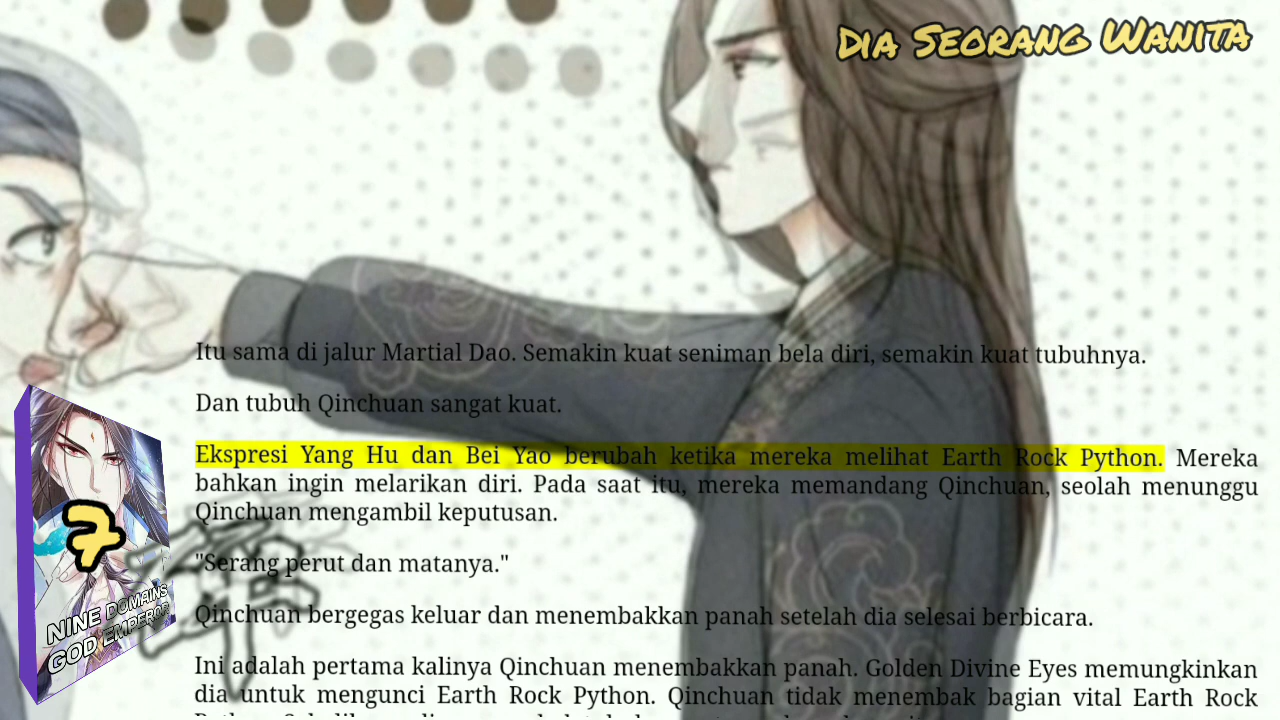 Dia Seorang Wanita
Itu sama di jalur Martial Dao. Semakin kuat seniman bela diri, semakin kuat tubuhnya.
Dan tubuh Qinchuan sangat kuat.
Ekspresi Yang Hu dan Bei Yao berubah ketika mereka melihat Earth Rock Python. Mereka
bahkan ingin melarikan diri. Pada saat itu, mereka memandang Qinchuan, seolah menunggu
Qinchuan mengambil keputusan.
"Serang perut dan matanya."
Qinchuan bergegas keluar dan menembakkan panah setelah dia selesai berbicara.
Ini adalah pertama kalinya Qinchuan menembakkan panah. Golden Divine Eyes memungkinkan
dia untuk mengunci Earth Rock Python. Qinchuan tidak menembak bagian vital Earth Rock
7
NINE DOMAINS
GOD EMPEROR